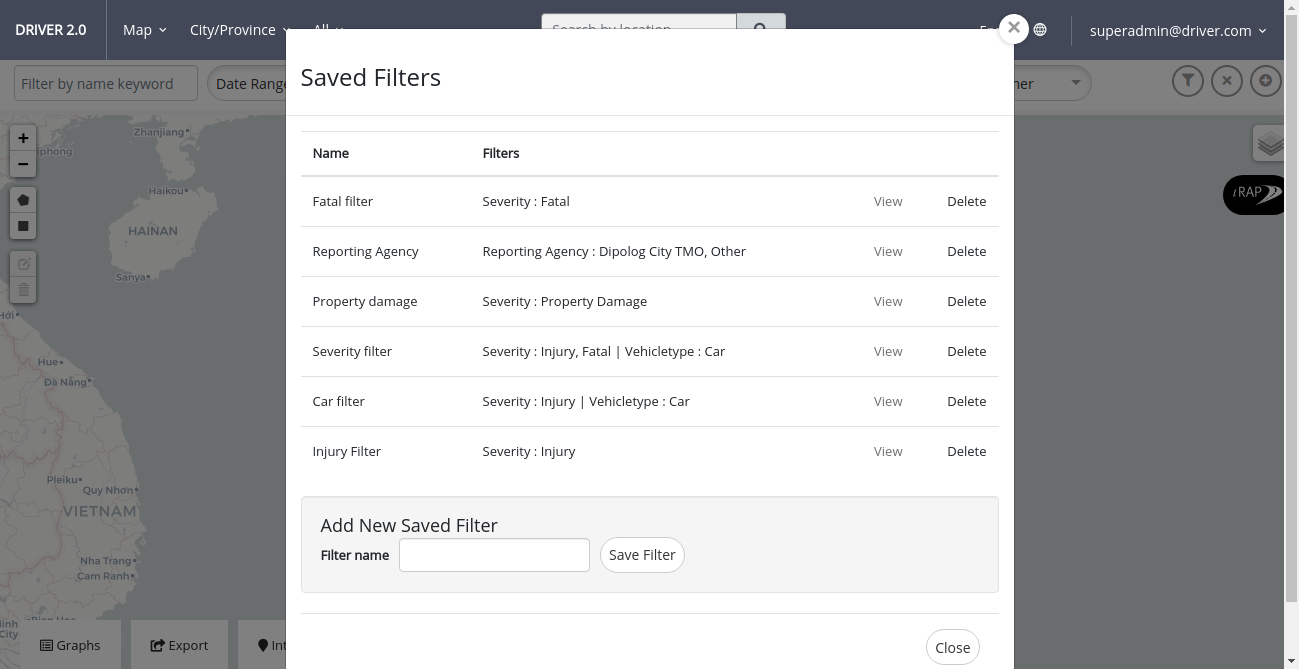 DRIVER 2.0
Map
City/Province
All
Search by location
superadmin@driver.com
Filter by name keyword
Date Range
Saved Filters
Name Filters
Fatal filter Severity : Fatal View Delete
Reporting Agency Reporting Agency : Dipolog City TMO, Other View Delete
Property damage Severity : Property Damage View Delete
Severity filter Severity : Injury, Fatal | Vehicletype : Car View Delete
Car filter Severity : Injury | Vehicletype : Car View Delete
Injury Filter Severity : Injury View Delete
Add New Saved Filter
Filter name Save Filter
Close
Zhanjiang
Haikou
HAINAN
Sanya
Hue
Đà Nẵng
Pleiku
Quy Nhơn
VIETNAM
Nha Trang
Cam Ranh
City
iRAP
Graphs
Export